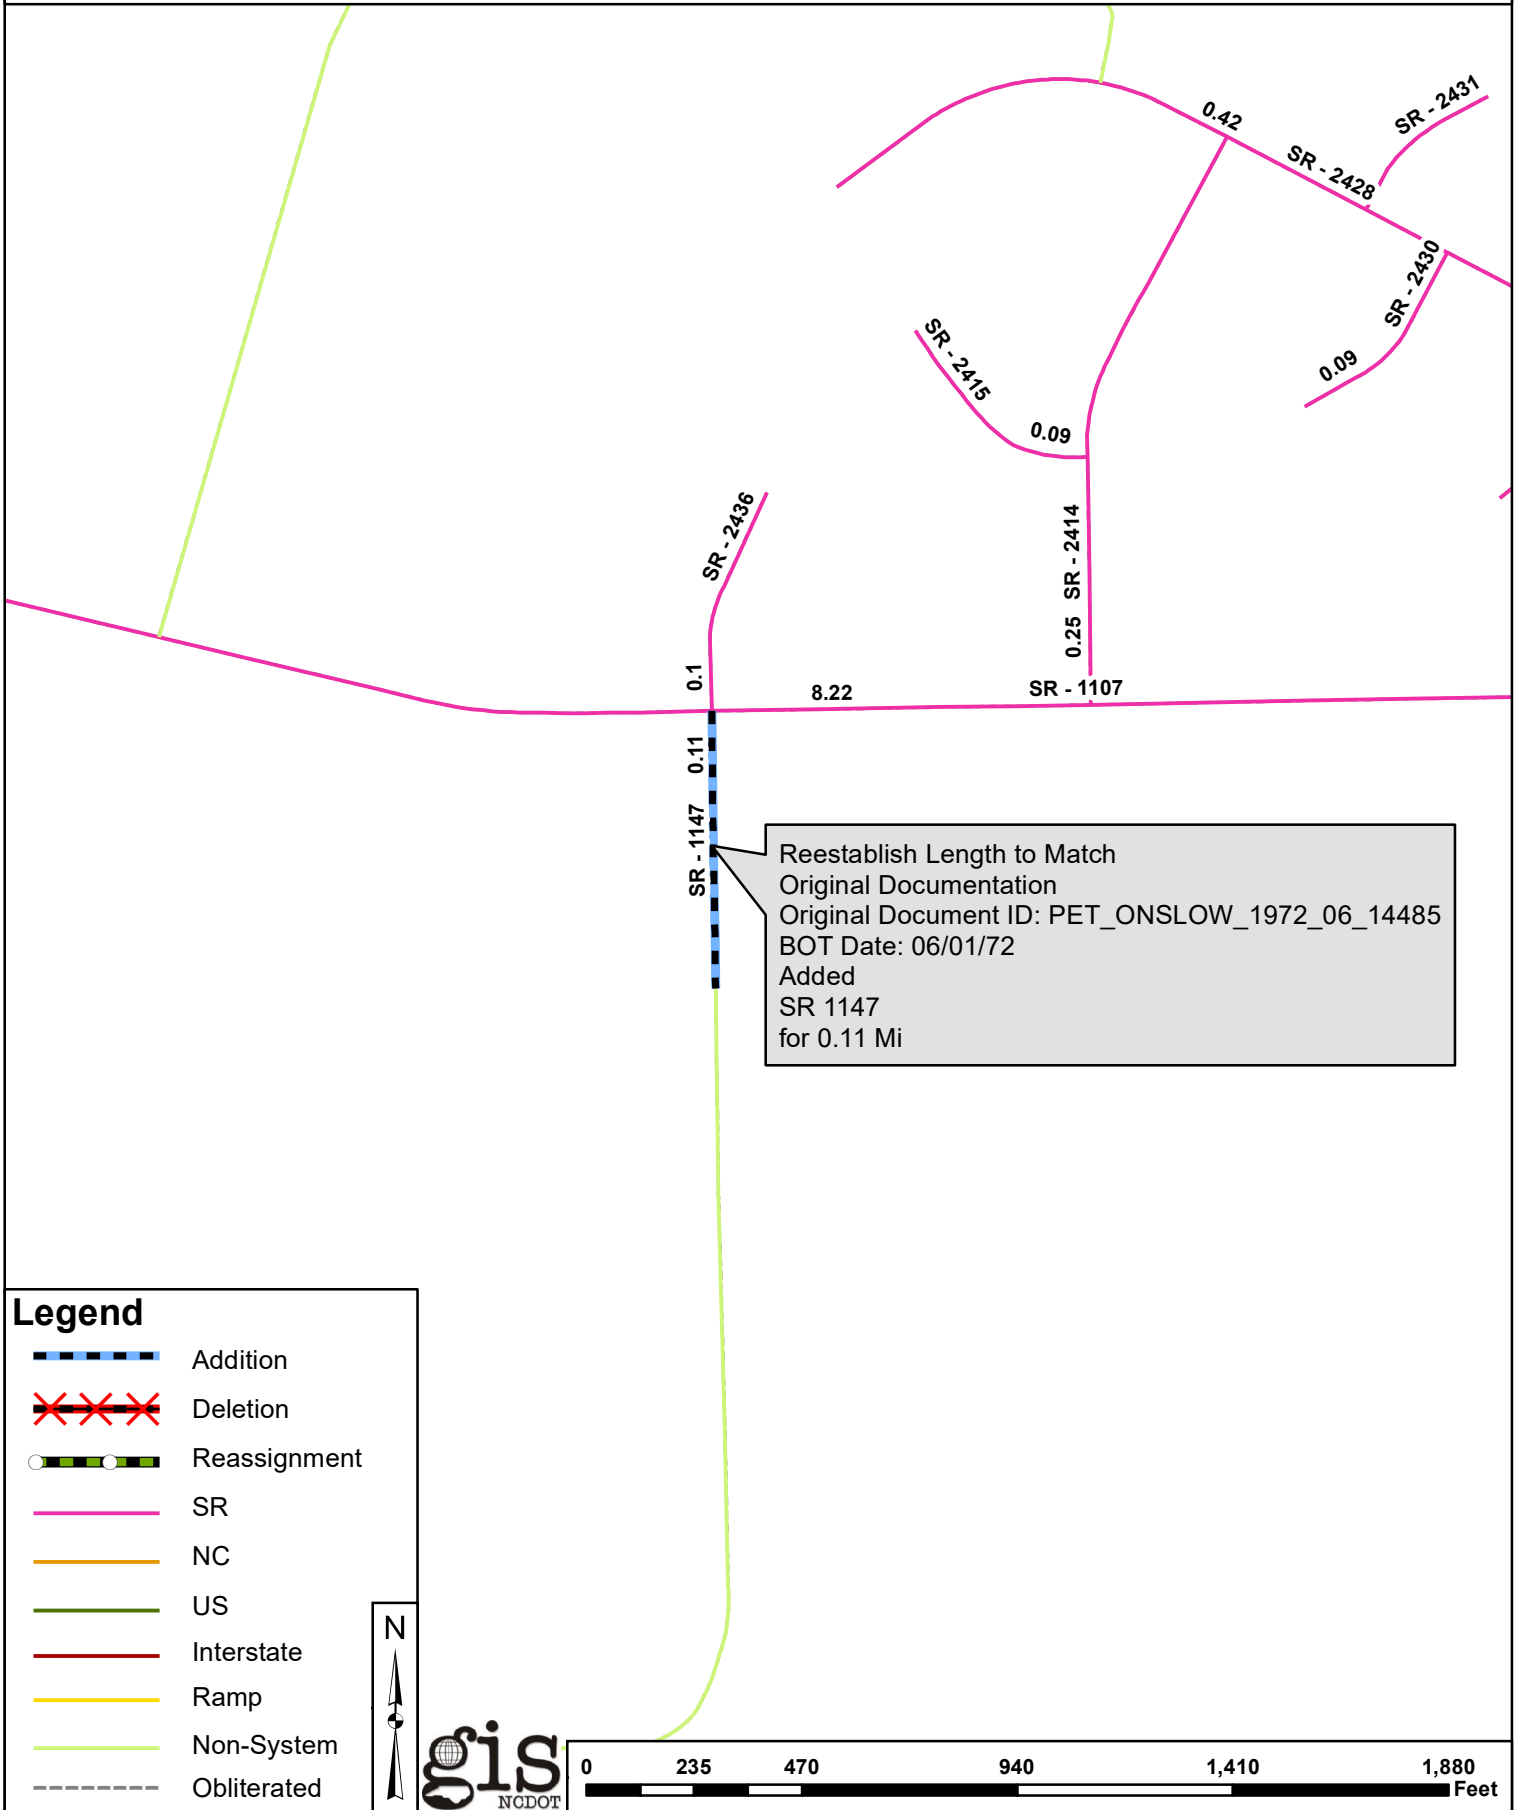 0.42
SR - 2431
SR - 2428
SR - 2430
0.09
SR - 2415
0.09
SR - 2436
SR - 2414
0.25
0.1
8.22
SR - 1107
0.11
SR - 1147
Reestablish Length to Match
Original Documentation
Original Document ID: PET_ONSLOW_1972_06_14485
BOT Date: 06/01/72
Added
SR 1147
for 0.11 Mi
Legend
Addition
Deletion
Reassignment
SR
NC
US
Interstate
Ramp
Non-System
Obliterated
N
gis
NCDOT
0 235 470 940 1,410 1,880
Feet